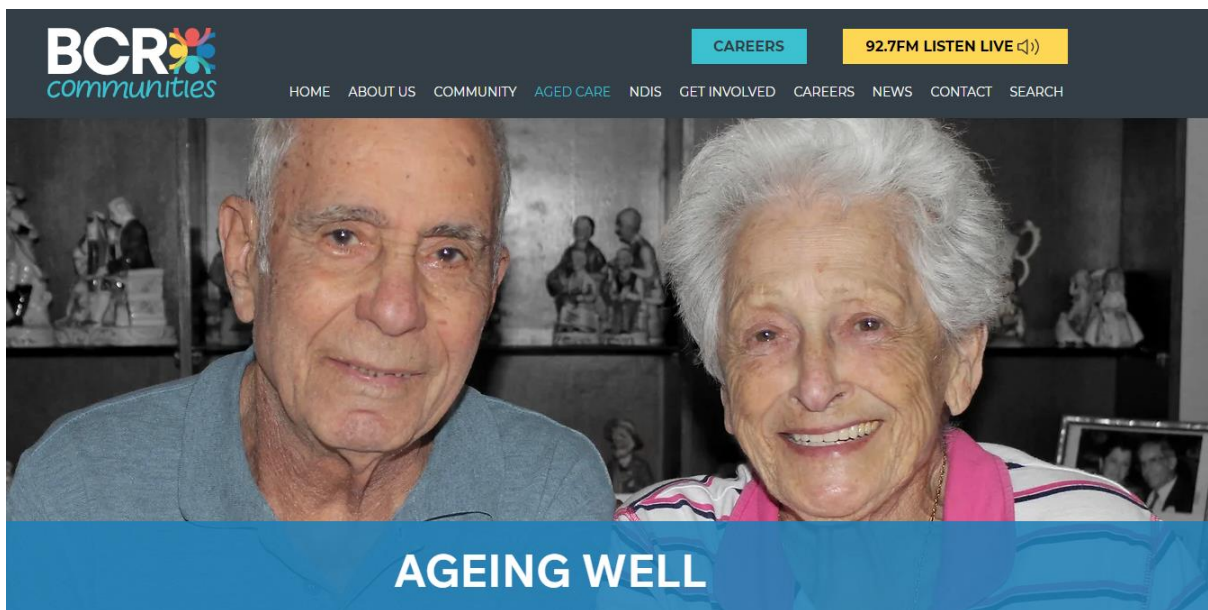 BCR
communities
CAREERS
92.7FM LISTEN LIVE
HOME ABOUT US COMMUNITY AGED CARE NDIS GET INVOLVED CAREERS NEWS CONTACT SEARCH
AGEING WELL